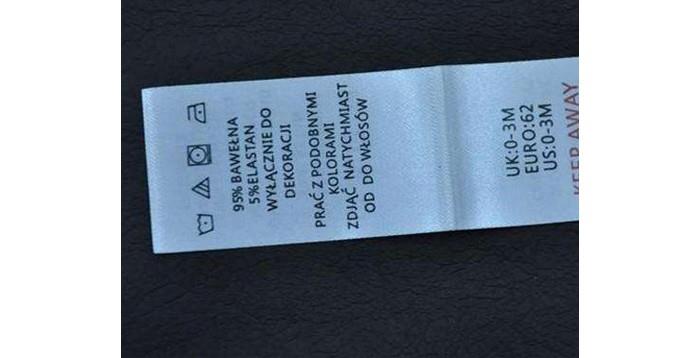 95% BAWEŁNA
5%ELASTAN
WYŁĄCZNIE DO
DEKORACJI
PRAĆ Z PODOBNYMI
KOLORAMI
ZDJĄĆ NATYCHMIAST
OD DO WŁOSÓW
UK:0-3M
EURO:62
US:0-3M
KEEP AWAY